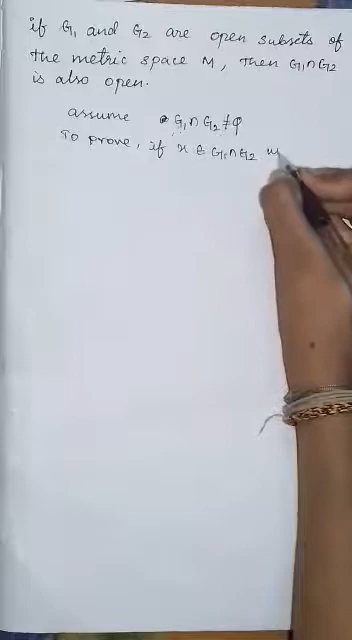 if G₁ and G₂ are open subsets of
the metric space M, then G₁∩G₂
is also open.
assume G₁∩G₂≠φ
To prove, if x ∈ G₁∩G₂